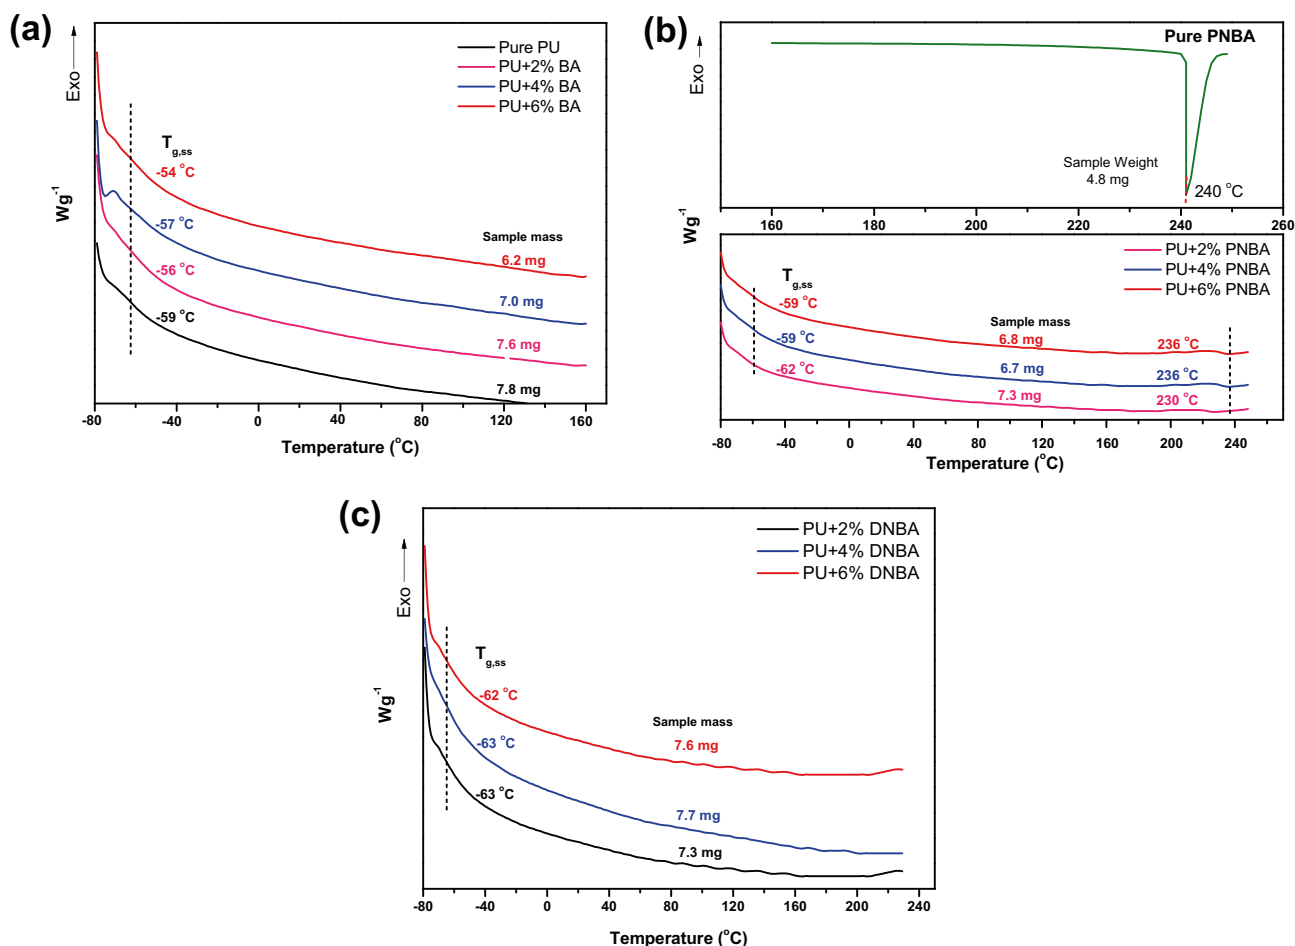 (a)
Exo
Wg-1
Pure PU
PU+2% BA
PU+4% BA
PU+6% BA
Tg,ss
-54 °C
-57 °C
-56 °C
-59 °C
Sample mass
6.2 mg
7.0 mg
7.6 mg
7.8 mg
-80 -40 0 40 80 120 160
Temperature (°C)
(b)
Exo
Pure PNBA
Sample Weight
4.8 mg
240 °C
140 160 180 200 220 240 260
Wg-1
PU+2% PNBA
PU+4% PNBA
PU+6% PNBA
Tg,ss
-59 °C
-59 °C
-62 °C
Sample mass
6.8 mg
6.7 mg
7.3 mg
236 °C
236 °C
230 °C
-80 -40 0 40 80 120 160 200 240
Temperature (°C)
(c)
Exo
Wg-1
PU+2% DNBA
PU+4% DNBA
PU+6% DNBA
Tg,ss
-62 °C
-63 °C
-63 °C
Sample mass
7.6 mg
7.7 mg
7.3 mg
-80 -40 0 40 80 120 160 200 240
Temperature (°C)